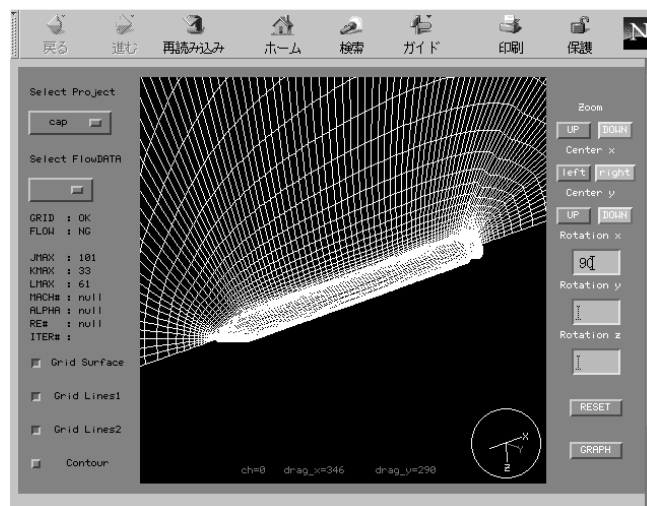 戻る 進む 再読み込み ホーム 検索 ガイド 印刷 保護 N
Select Project
cap
Select FlowDATA
GRID : OK
FLOW : NG
JMAX : 101
KMAX : 33
LMAX : 61
MACH# : null
ALPHA : null
RE# : null
ITER# :
Grid Surface
Grid Lines1
Grid Lines2
Contour
ch=0 drag_x=346 drag_y=290
X
Y
Z
Zoom
UP DOWN
Center x
left right
Center y
UP DOWN
Rotation x
90
Rotation y
Rotation z
RESET
GRAPH